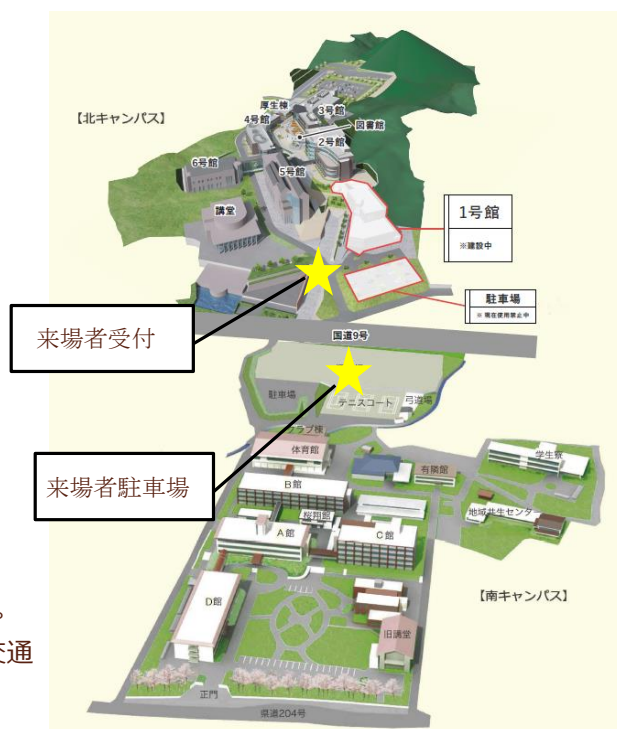 【北キャンパス】
厚生棟
3号館
4号館
図書館
2号館
6号館
5号館
講堂
1号館
※建設中
駐車場
※現在使用禁止中
来場者受付
国道9号
駐車場
テニスコート
弓道場
クラブ棟
体育館
学生寮
有隣館
来場者駐車場
B館
桜翔館
地域共生センター
A館
C館
【南キャンパス】
D館
。
旧講堂
交通
正門
県道204号